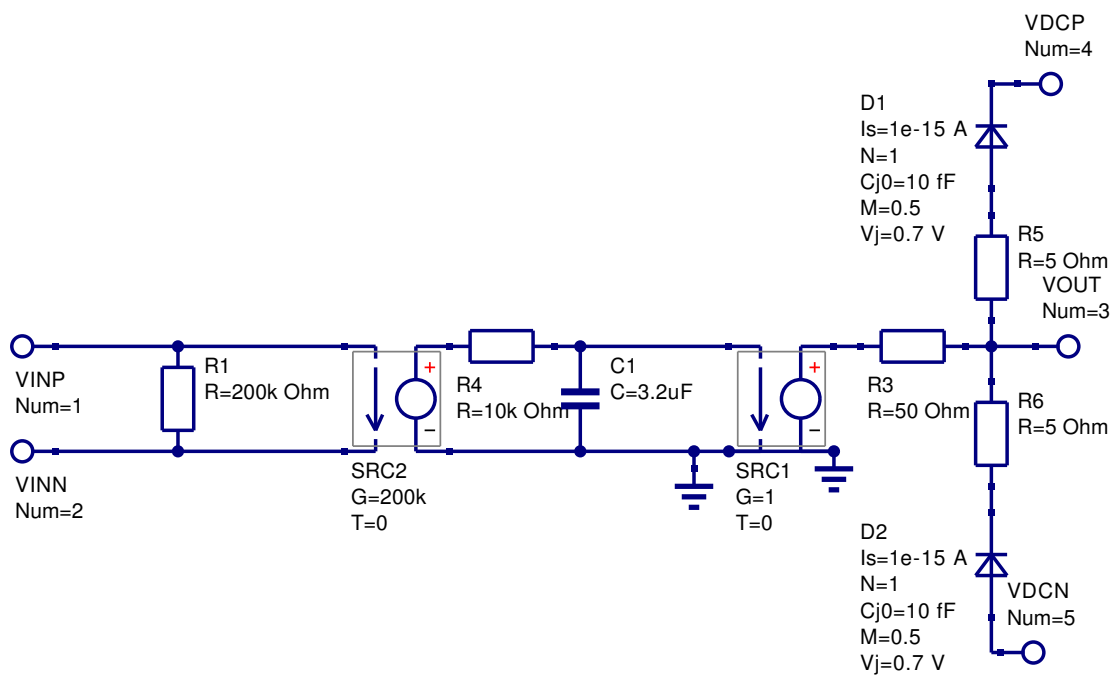 VDCP
Num=4
D1
Is=1e-15 A
N=1
Cj0=10 fF
M=0.5
Vj=0.7 V
R5
R=5 Ohm
VOUT
Num=3
VINP
Num=1
R1
R=200k Ohm
+
R4
R=10k Ohm
C1
C=3.2uF
+
R3
R=50 Ohm
R6
R=5 Ohm
−
−
VINN
Num=2
SRC2
G=200k
T=0
SRC1
G=1
T=0
D2
Is=1e-15 A
N=1
Cj0=10 fF
M=0.5
Vj=0.7 V
VDCN
Num=5